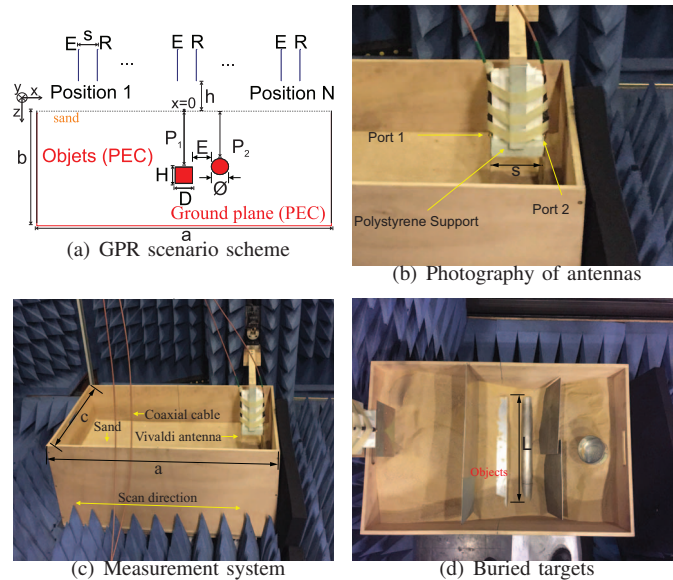 E S R E R E R
Position 1 ... ... Position N
h
y x
z
x=0
sand
b
P1
E
P2
Objets (PEC)
H
D
Ø
Ground plane (PEC)
a
(a) GPR scenario scheme
Port 1
S
Polystyrene Support
Port 2
(b) Photography of antennas
c
Coaxial cable
Sand
Vivaldi antenna
a
Scan direction
(c) Measurement system
L
Objects
(d) Buried targets